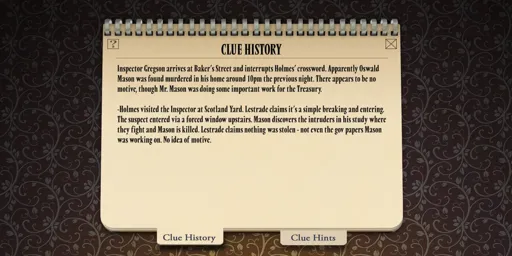 CLUE HISTORY
Inspector Gregson arrives at Baker's Street and interrupts Holmes' crossword. Apparently Oswald
Mason was found murdered in his home around 10pm the previous night. There appears to be no
motive, though Mr. Mason was doing some important work for the Treasury.
-Holmes visited the Inspector at Scotland Yard. Lestrade claims it's a simple breaking and entering.
The suspect entered via a forced window upstairs. Mason discovers the intruders in his study where
they fight and Mason is killed. Lestrade claims nothing was stolen - not even the gov papers Mason
was working on. No idea of motive.
Clue History
Clue Hints